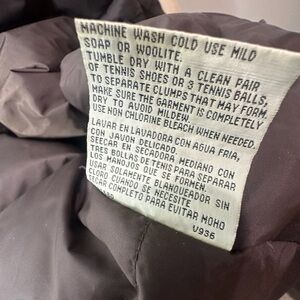 MACHINE WASH COLD USE MILD
SOAP OR WOOLITE.
TUMBLE DRY WITH A CLEAN PAIR
OF TENNIS SHOES OR 3 TENNIS BALLS,
TO SEPARATE CLUMPS THAT MAY FORM.
MAKE SURE THE GARMENT IS COMPLETELY
DRY TO AVOID MILDEW.
USE NON CHLORINE BLEACH WHEN NEEDED.
LAVAR EN LAVADORA CON AGUA FRIA,
CON JAVON DELICADO.
SEECAR EN SECADORA, MEDIANO CON
TRES BOLLAS DE TENIS PARA SEPARAR
LOS MANOJOS QUE SE FORMEN.
USAR SOLAMENTE BLANQUEADOR SIN
CLORO CUANDO SE NECESITE.
SECAR COMPLETO PARA EVITAR MOHO
U936